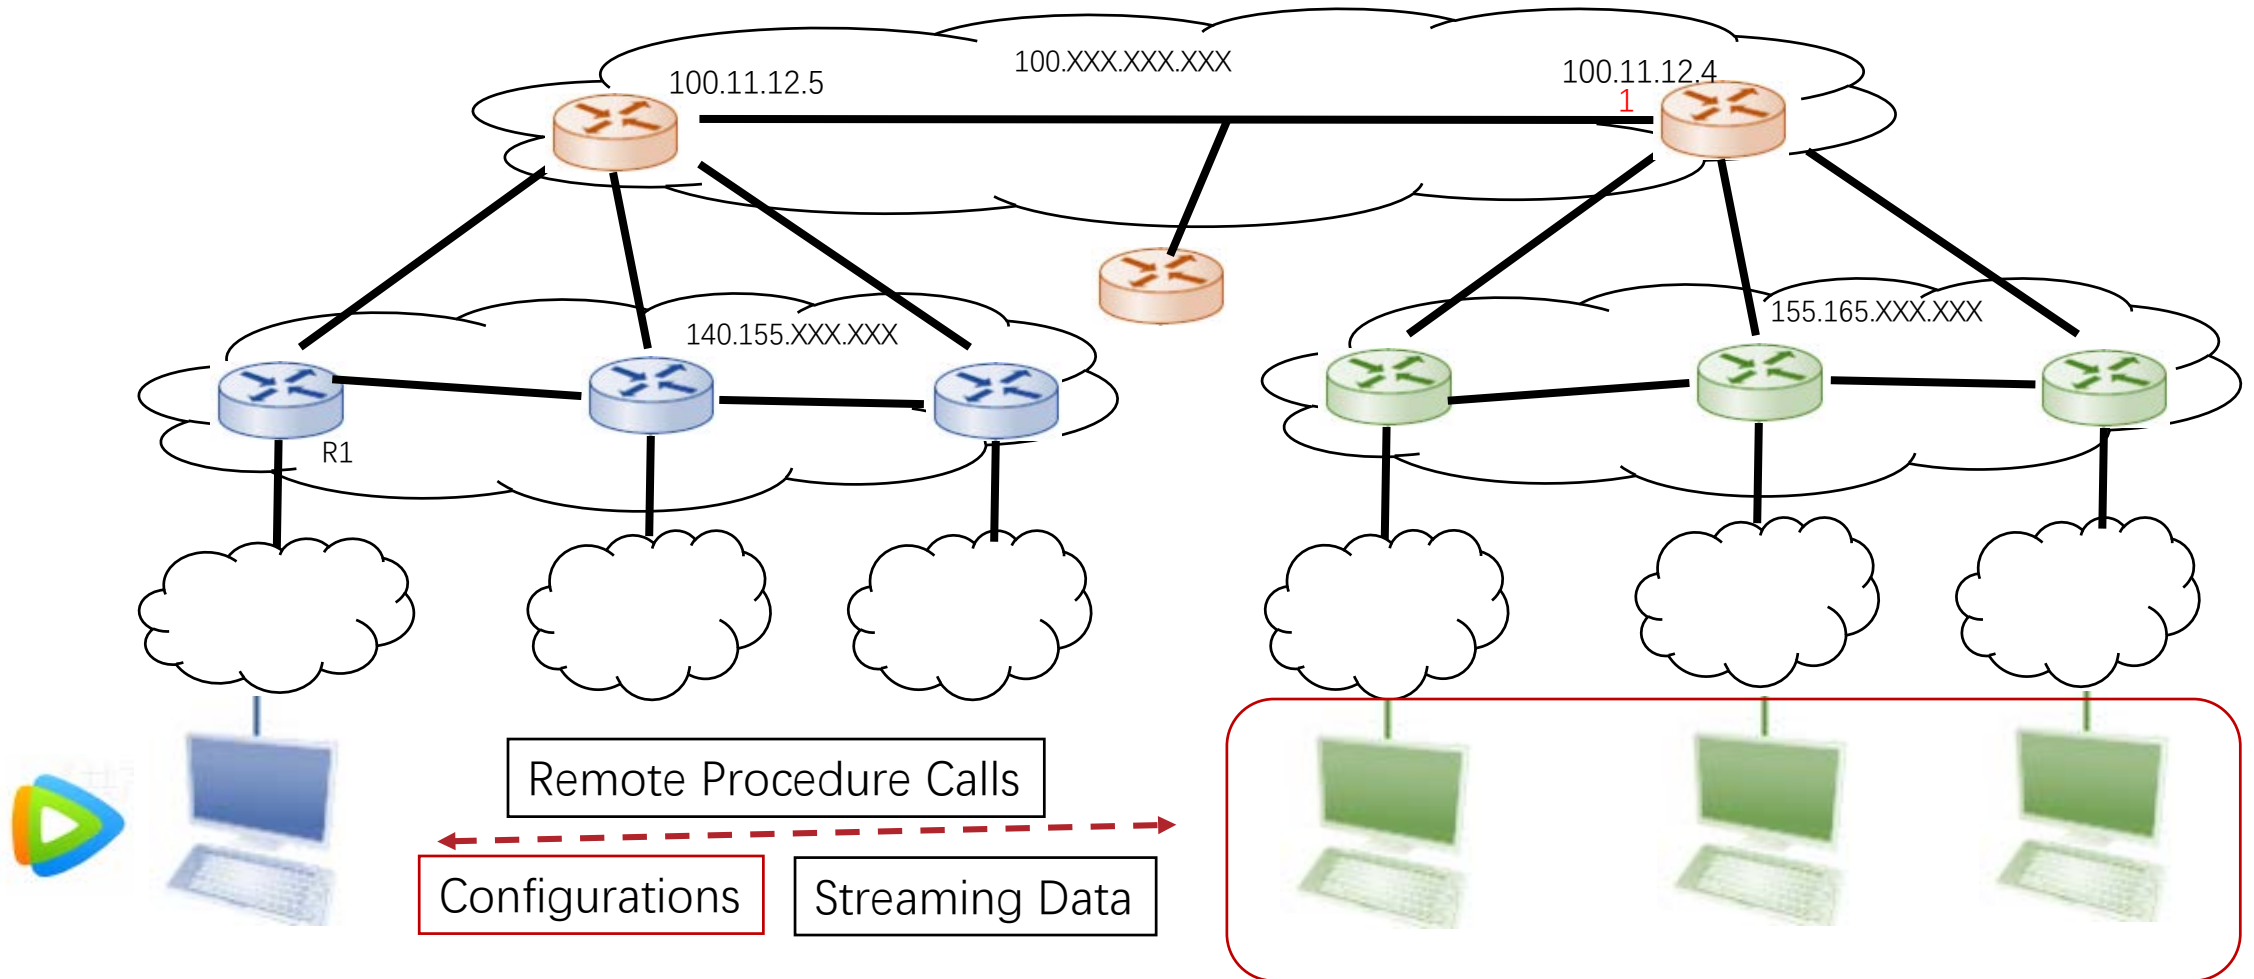 100.XXX.XXX.XXX
100.11.12.5
100.11.12.4
1
140.155.XXX.XXX
155.165.XXX.XXX
R1
Remote Procedure Calls
Configurations
Streaming Data